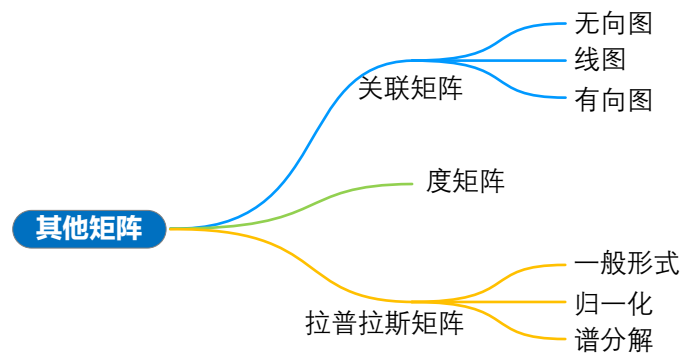 其他矩阵
关联矩阵
无向图
线图
有向图
度矩阵
拉普拉斯矩阵
一般形式
归一化
谱分解